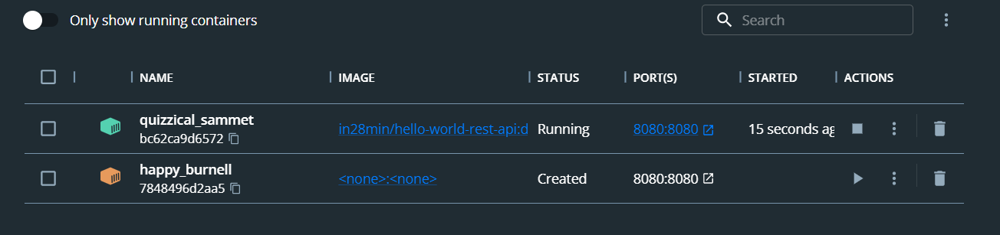 Only show running containers
Search
NAME IMAGE STATUS PORT(S) STARTED ACTIONS
quizzical_sammet
bc62ca9d6572
in28min/hello-world-rest-api:d Running 8080:8080 15 seconds ag
happy_burnell
7848496d2aa5
<none>:<none> Created 8080:8080